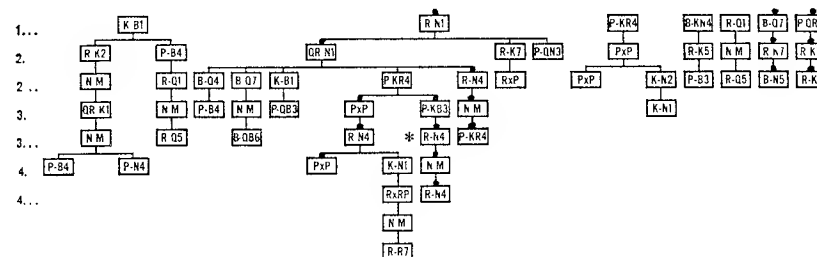 1... K-B1 R-N1 P-KR4 B-KN4 R-Q1 B-Q7 P-QR
2. R-K2 P-B4 QR-N1 R-K7 P-QN3 PxP R-K5 NM R-K7 R-K
2... NM R-Q1 B-Q4 B-Q7 K-B1 P-KR4 R-N4 RxP PxP K-N2 P-B3 R-Q5 B-N5 R-K
3. QR-K1 NM P-B4 NM P-QB3 PxP P-KB3 NM K-N1
3... NM R-Q5 B-QB6 R-N4 * R-N4 P-KR4
4. P-B4 P-N4 PxP K-N1 NM
4... RxRP R-N4
NM
R-R7